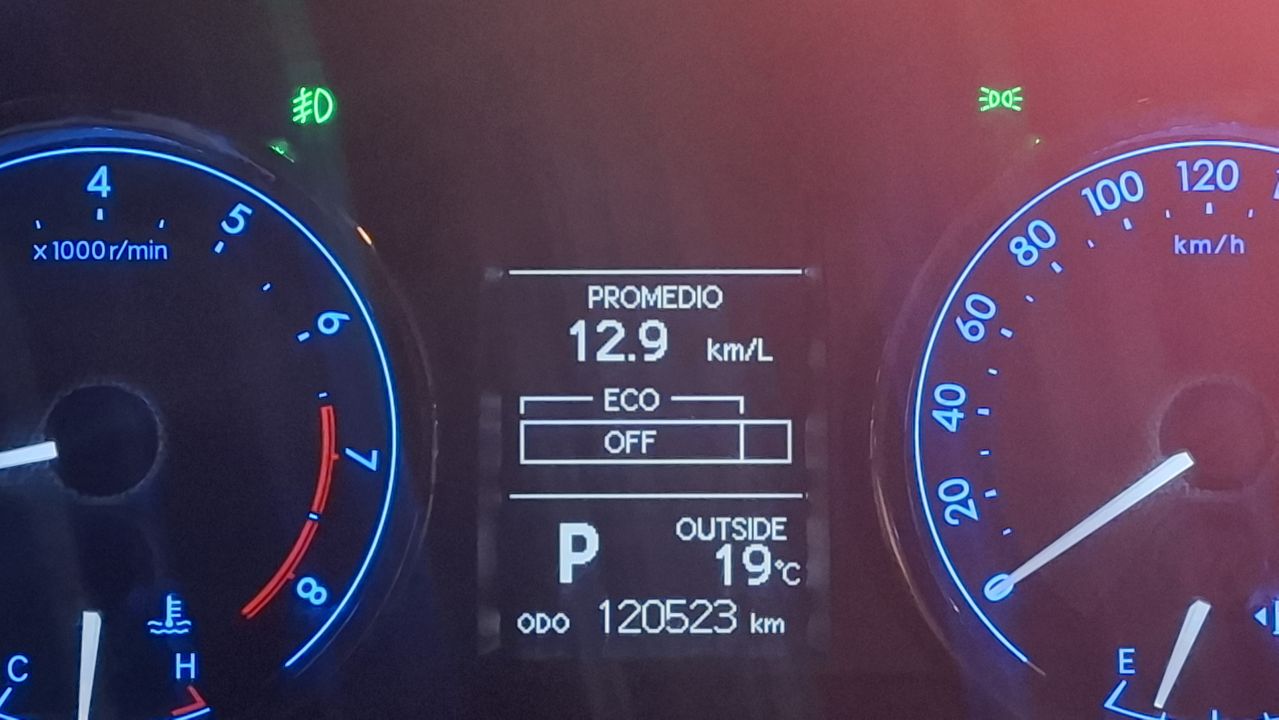 4
5
x1000r/min
6
7
8
C
H
PROMEDIO
12.9 km/L
ECO
OFF
P
OUTSIDE
19°C
ODO 120523 km
120
100
km/h
80
60
40
20
0
E